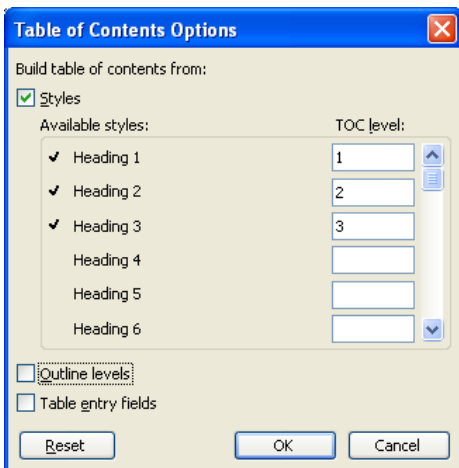 Table of Contents Options
Build table of contents from:
Styles
Available styles: TOC level:
Heading 1 1
Heading 2 2
Heading 3 3
Heading 4
Heading 5
Heading 6
Outline levels
Table entry fields
Reset OK Cancel